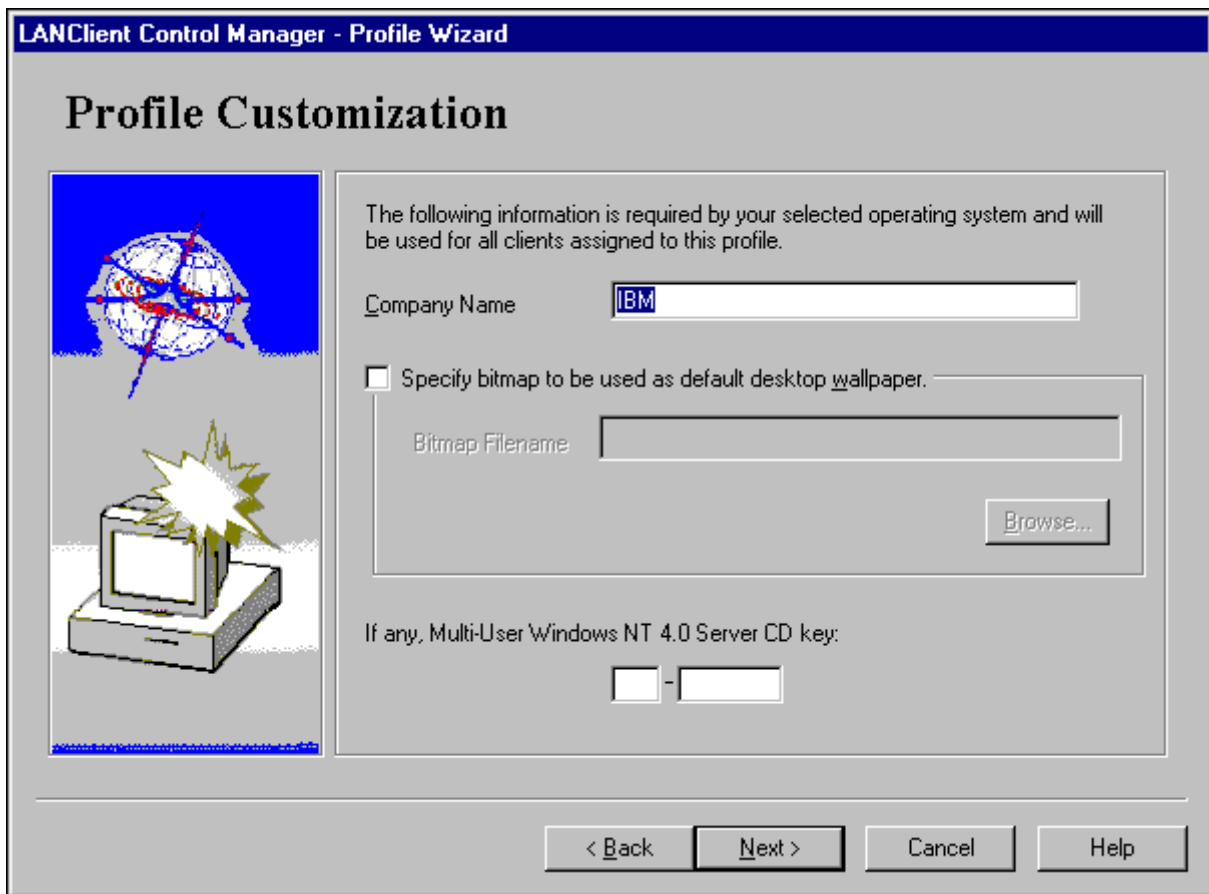 LANClient Control Manager - Profile Wizard
Profile Customization
The following information is required by your selected operating system and will
be used for all clients assigned to this profile.
Company Name
IBM
Specify bitmap to be used as default desktop wallpaper.
Bitmap Filename
Browse...
If any, Multi-User Windows NT 4.0 Server CD key:
-
< Back
Next >
Cancel
Help